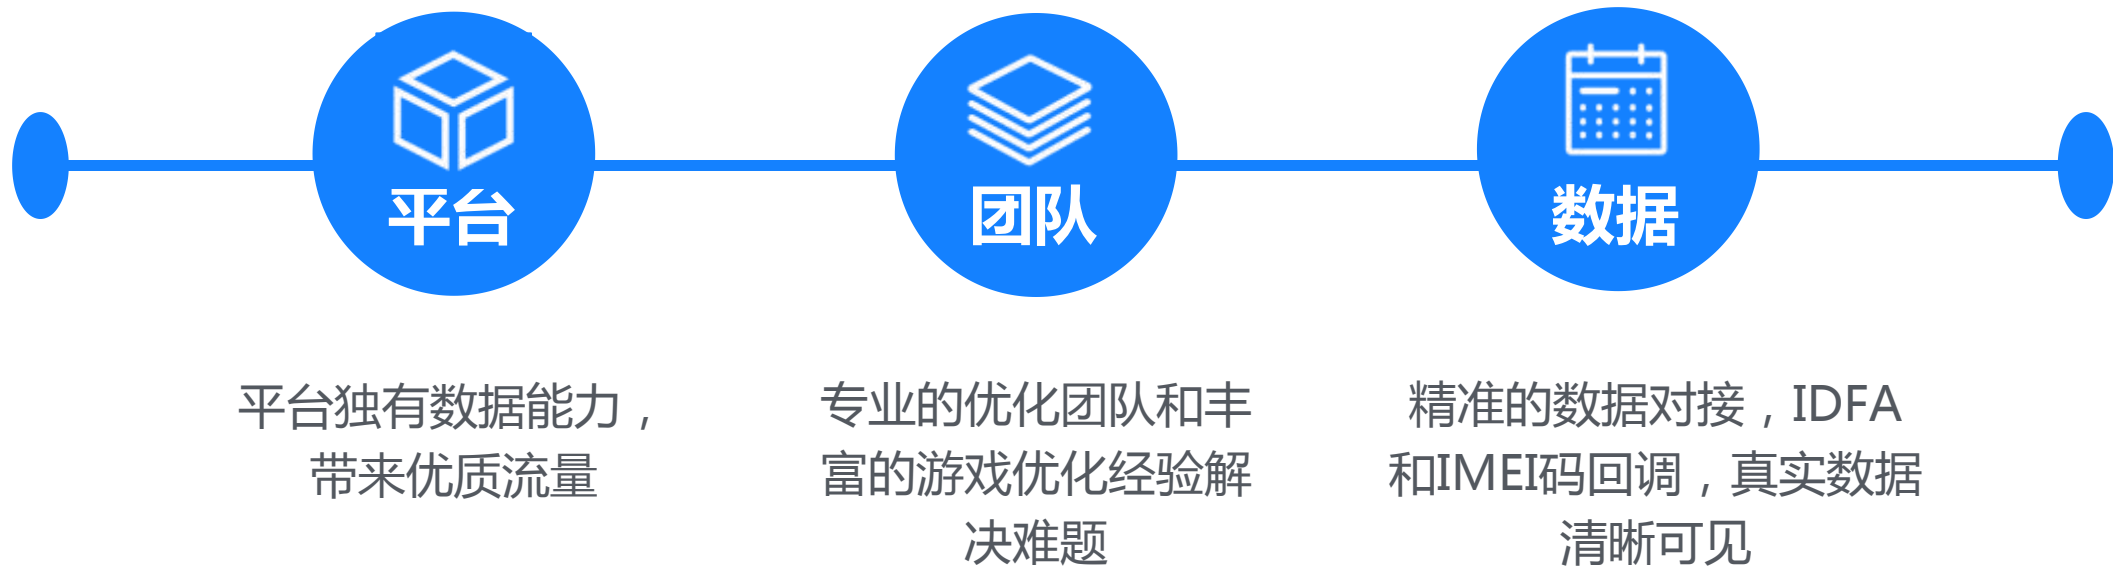 平台
团队
数据
平台独有数据能力，
带来优质流量
专业的优化团队和丰
富的游戏优化经验解
决难题
精准的数据对接，IDFA
和IMEI码回调，真实数据
清晰可见